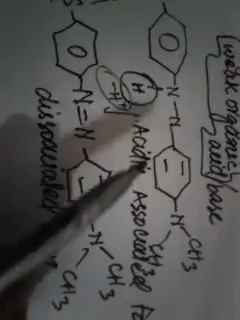 weak organic
acid/base
N—N
H
N
CH3
CH3
-H+
Acidic Associated
N=N
N
CH3
CH3
dissociated